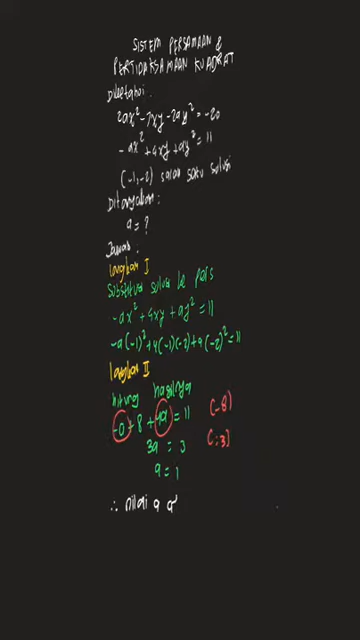 SISTEM PERSAMAAN &
PERTIDAKSAMAAN KUADRAT
Diketahui:
2ax² - 7xy - 2ay² = -20
-ax² + 4xy + ay² = 11
(-1,-2) salah satu solusi
Ditanyakan:
a = ?
Jawab:
Langkah I
Substitusi solusi ke pers
-ax² + 4xy + ay² = 11
-a(-1)² + 4(-1)(-2) + a(-2)² = 11
Langkah II
hitung hasilnya
-a + 8 + 4a = 11 (-8)
3a = 3 (:3)
a = 1
∴ nilai a a